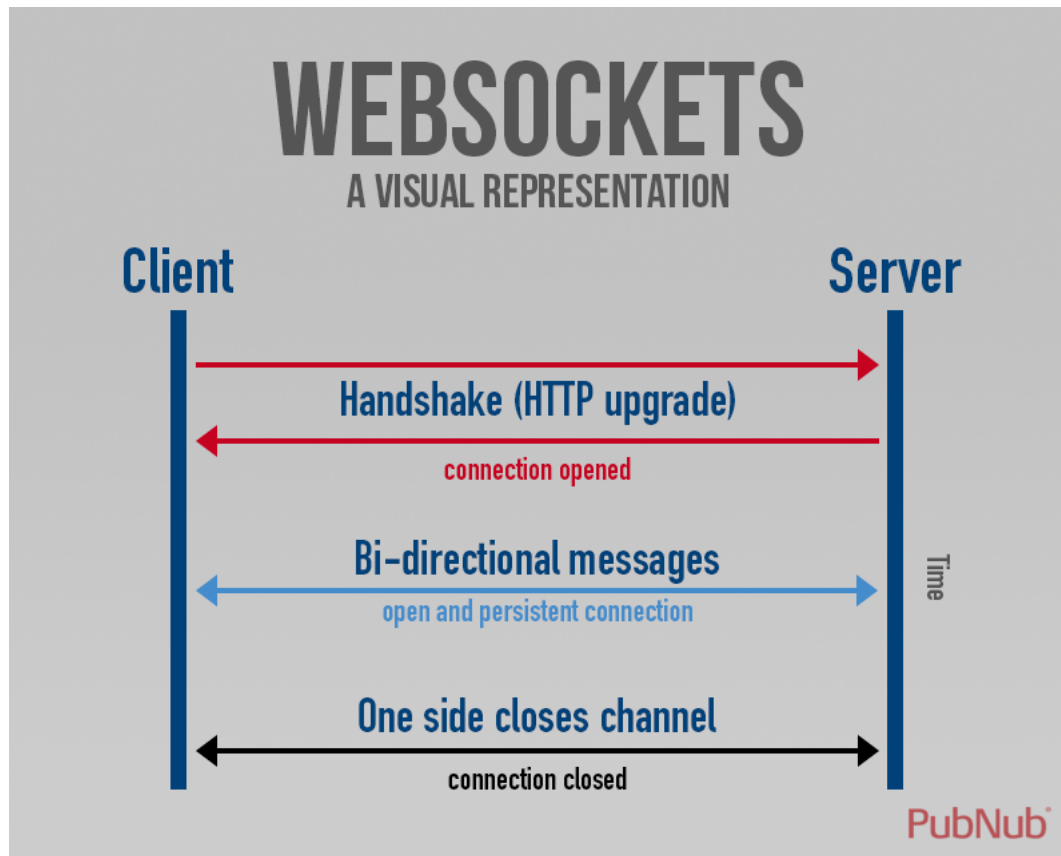 WEBSOCKETS
A VISUAL REPRESENTATION
Client
Server
Handshake (HTTP upgrade)
connection opened
Bi-directional messages
open and persistent connection
Time
One side closes channel
connection closed
PubNub